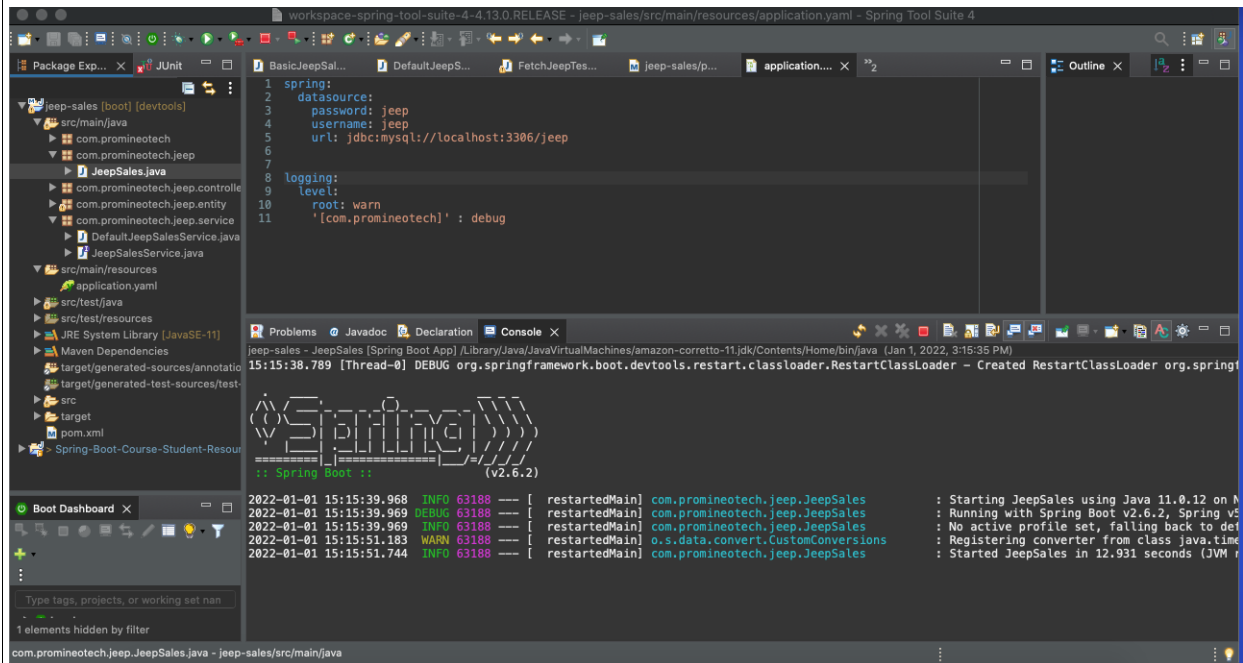 workspace-spring-tool-suite-4-4.13.0.RELEASE - jeep-sales/src/main/resources/application.yaml - Spring Tool Suite 4
Package Exp...
JUnit
jeep-sales [boot] [devtools]
src/main/java
com.promineotech
com.promineotech.jeep
JeepSales.java
com.promineotech.jeep.controlle
com.promineotech.jeep.entity
com.promineotech.jeep.service
DefaultJeepSalesService.java
JeepSalesService.java
src/main/resources
application.yaml
src/test/java
src/test/resources
JRE System Library [JavaSE-11]
Maven Dependencies
target/generated-sources/annotatio
target/generated-test-sources/test-
src
target
pom.xml
> Spring-Boot-Course-Student-Resour
Boot Dashboard
Type tags, projects, or working set nan
1 elements hidden by filter
BasicJeepSal... DefaultJeepS... FetchJeepTes... jeep-sales/p... application.... »2
1 spring:
2 datasource:
3 password: jeep
4 username: jeep
5 url: jdbc:mysql://localhost:3306/jeep
6
7
8 logging:
9 level:
10 root: warn
11 '[com.promineotech]' : debug
Outline
Problems @ Javadoc Declaration Console
jeep-sales - JeepSales [Spring Boot App] /Library/Java/JavaVirtualMachines/amazon-corretto-11.jdk/Contents/Home/bin/java (Jan 1, 2022, 3:15:35 PM)
15:15:38.789 [Thread-0] DEBUG org.springframework.boot.devtools.restart.classloader.RestartClassLoader - Created RestartClassLoader org.springf
Spring
:: Spring Boot :: (v2.6.2)
2022-01-01 15:15:39.968 INFO 63188 --- [ restartedMain] com.promineotech.jeep.JeepSales : Starting JeepSales using Java 11.0.12 on M
2022-01-01 15:15:39.969 DEBUG 63188 --- [ restartedMain] com.promineotech.jeep.JeepSales : Running with Spring Boot v2.6.2, Spring v5
2022-01-01 15:15:39.969 INFO 63188 --- [ restartedMain] com.promineotech.jeep.JeepSales : No active profile set, falling back to def
2022-01-01 15:15:51.183 WARN 63188 --- [ restartedMain] o.s.data.convert.CustomConversions : Registering converter from class java.time
2022-01-01 15:15:51.744 INFO 63188 --- [ restartedMain] com.promineotech.jeep.JeepSales : Started JeepSales in 12.931 seconds (JVM r
com.promineotech.jeep.JeepSales.java - jeep-sales/src/main/java